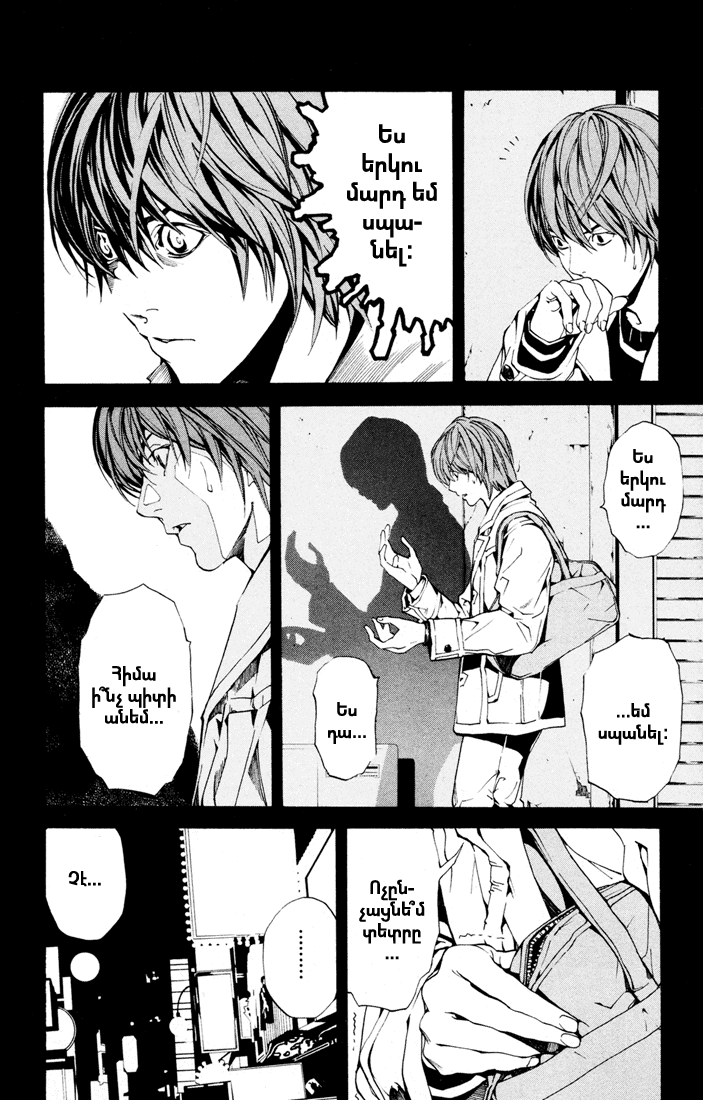 Ես
երկու
մարդ եմ
սպա-
նել։
Ես
երկու
մարդ
...
...եմ
սպանել։
Ես
դա...
Հիմա
ի՞նչ պիտի
անեմ...
Ոչըն-
չացնե՞մ
տետրը
...
........
Չէ...